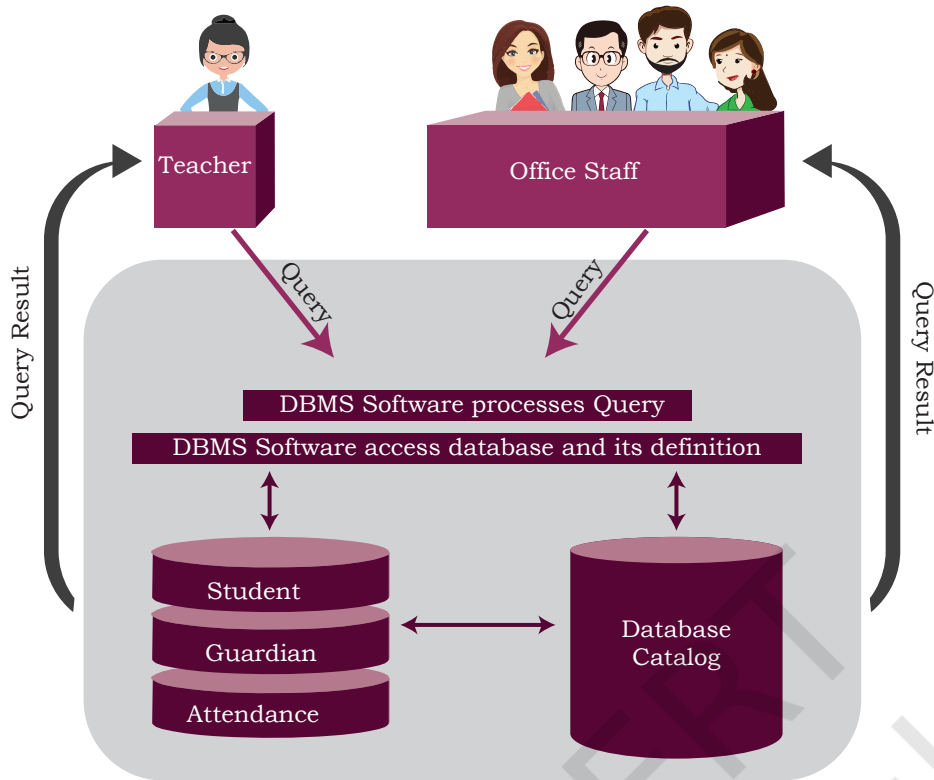 Teacher
Office Staff
Query Result
Query
Query
Query Result
DBMS Software processes Query
DBMS Software access database and its definition
Student
Guardian
Attendance
Database
Catalog